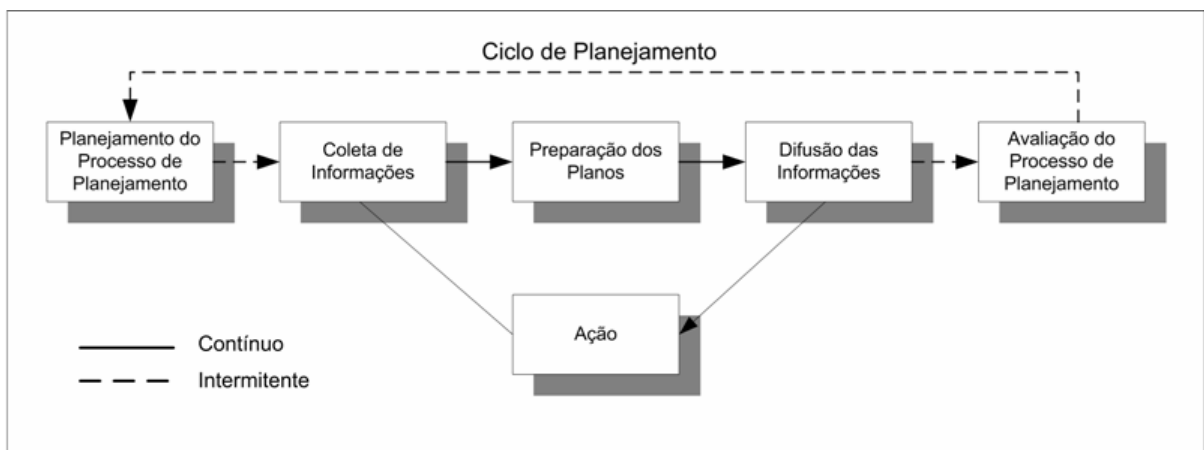 Ciclo de Planejamento
Planejamento do
Processo de
Planejamento
Coleta de
Informações
Preparação dos
Planos
Difusão das
Informações
Avaliação do
Processo de
Planejamento
Ação
Contínuo
Intermitente